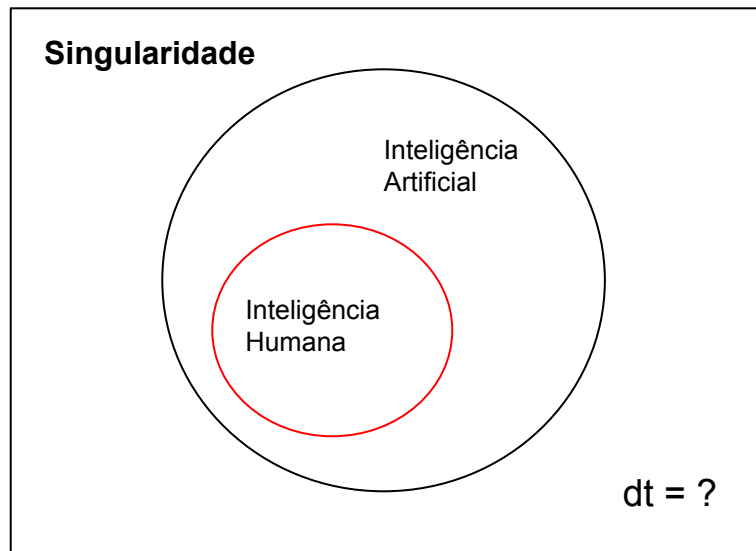 Singularidade
Inteligência
Artificial
Inteligência
Humana
dt = ?